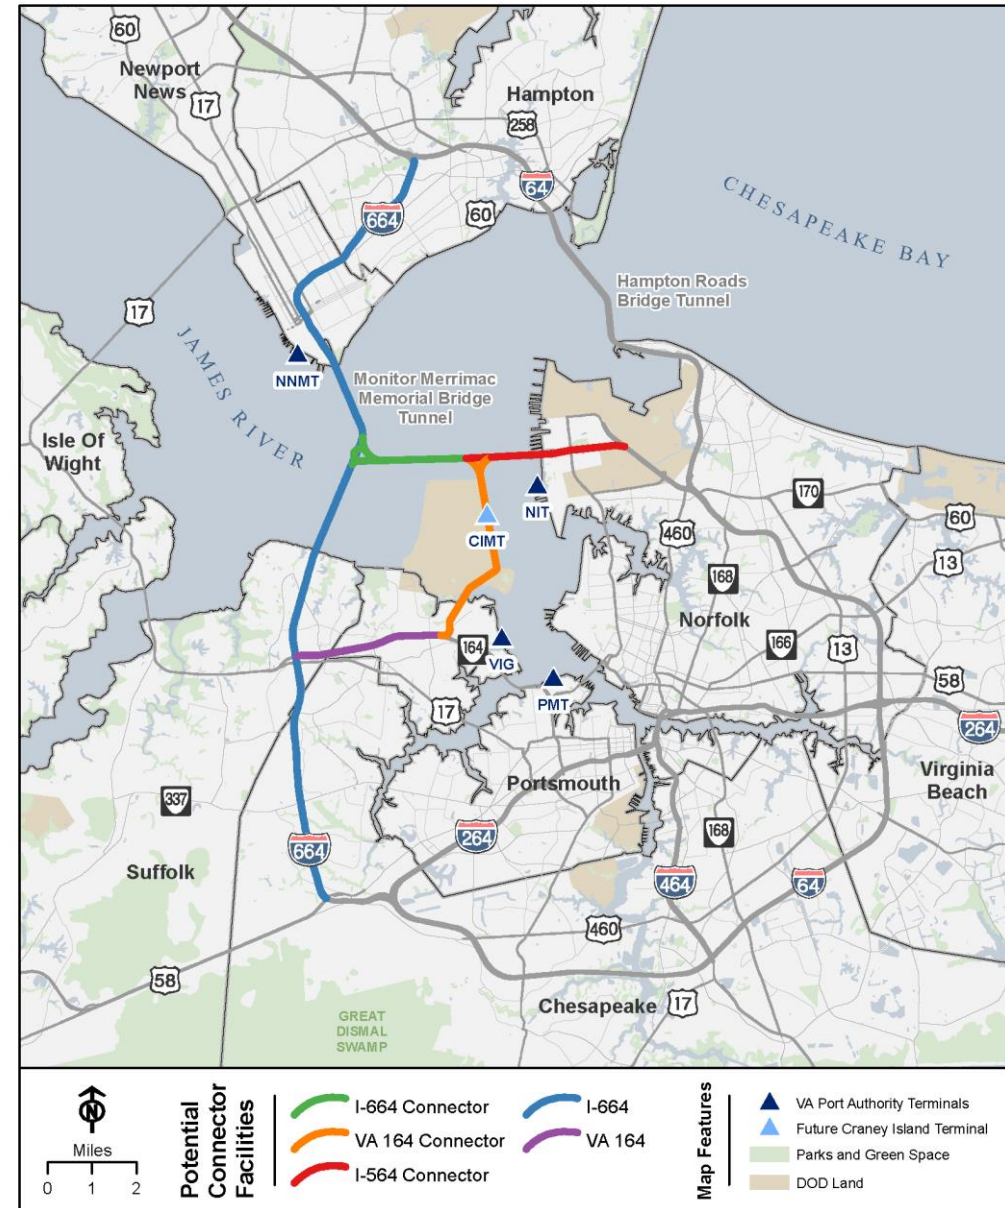 60
Newport
News
17
Hampton
258
64
664
60
CHESAPEAKE BAY
Hampton Roads
Bridge Tunnel
17
JAMES RIVER
NNMT
Monitor Merrimac
Memorial Bridge
Tunnel
Isle Of
Wight
NIT
170
CIMT
460
60
13
168
Norfolk
164
VIG
166
13
PMT
58
17
264
Portsmouth
Virginia
Beach
337
264
168
664
Suffolk
464
64
460
58
Chesapeake
17
GREAT
DISMAL
SWAMP
N
Miles
0 1 2
Potential
Connector
Facilities
I-664 Connector
VA 164 Connector
I-564 Connector
I-664
VA 164
Map Features
VA Port Authority Terminals
Future Craney Island Terminal
Parks and Green Space
DOD Land